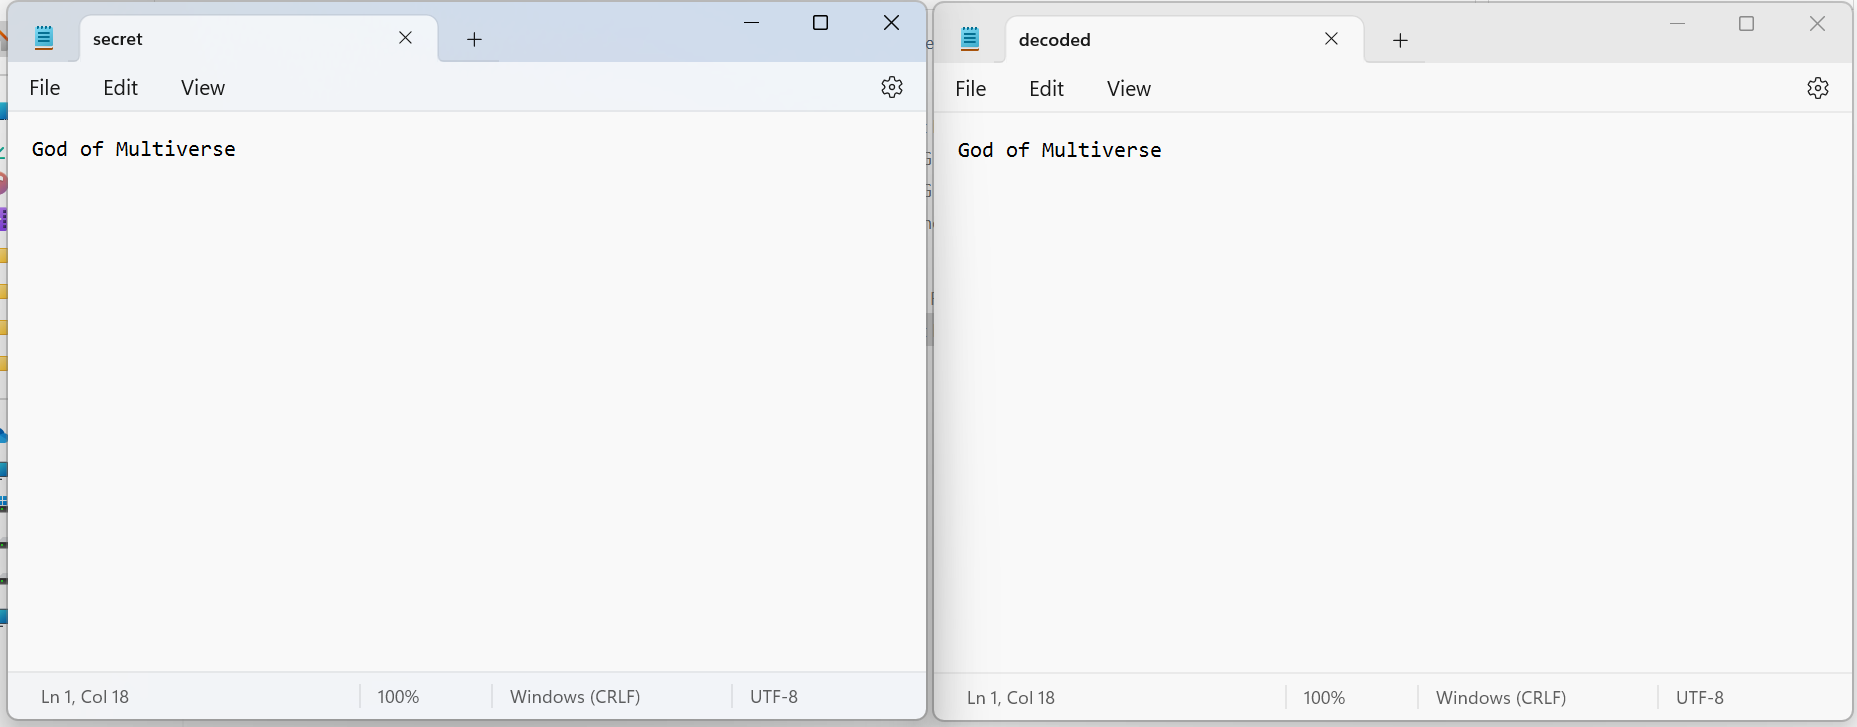 secret
File Edit View
God of Multiverse
Ln 1, Col 18 100% Windows (CRLF) UTF-8
decoded
File Edit View
God of Multiverse
Ln 1, Col 18 100% Windows (CRLF) UTF-8